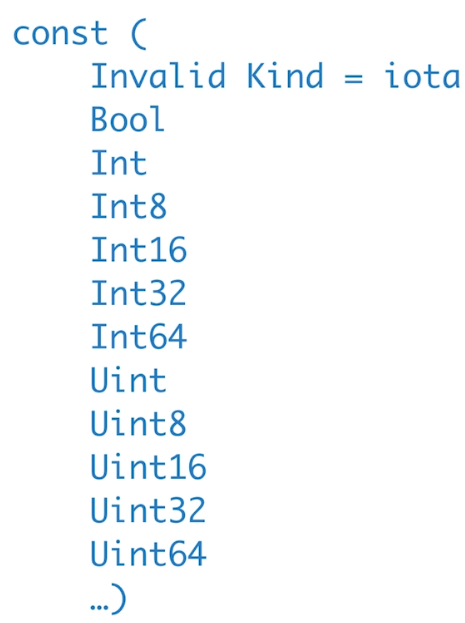 const (
    Invalid Kind = iota
    Bool
    Int
    Int8
    Int16
    Int32
    Int64
    Uint
    Uint8
    Uint16
    Uint32
    Uint64
    …)